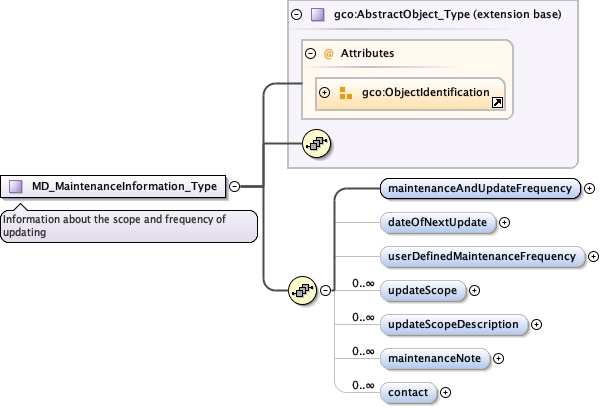 gco:AbstractObject_Type (extension base)
@ Attributes
gco:ObjectIdentification
MD_MaintenanceInformation_Type
Information about the scope and frequency of
updating
maintenanceAndUpdateFrequency
dateOfNextUpdate
userDefinedMaintenanceFrequency
0..∞
updateScope
0..∞
updateScopeDescription
0..∞
maintenanceNote
0..∞
contact